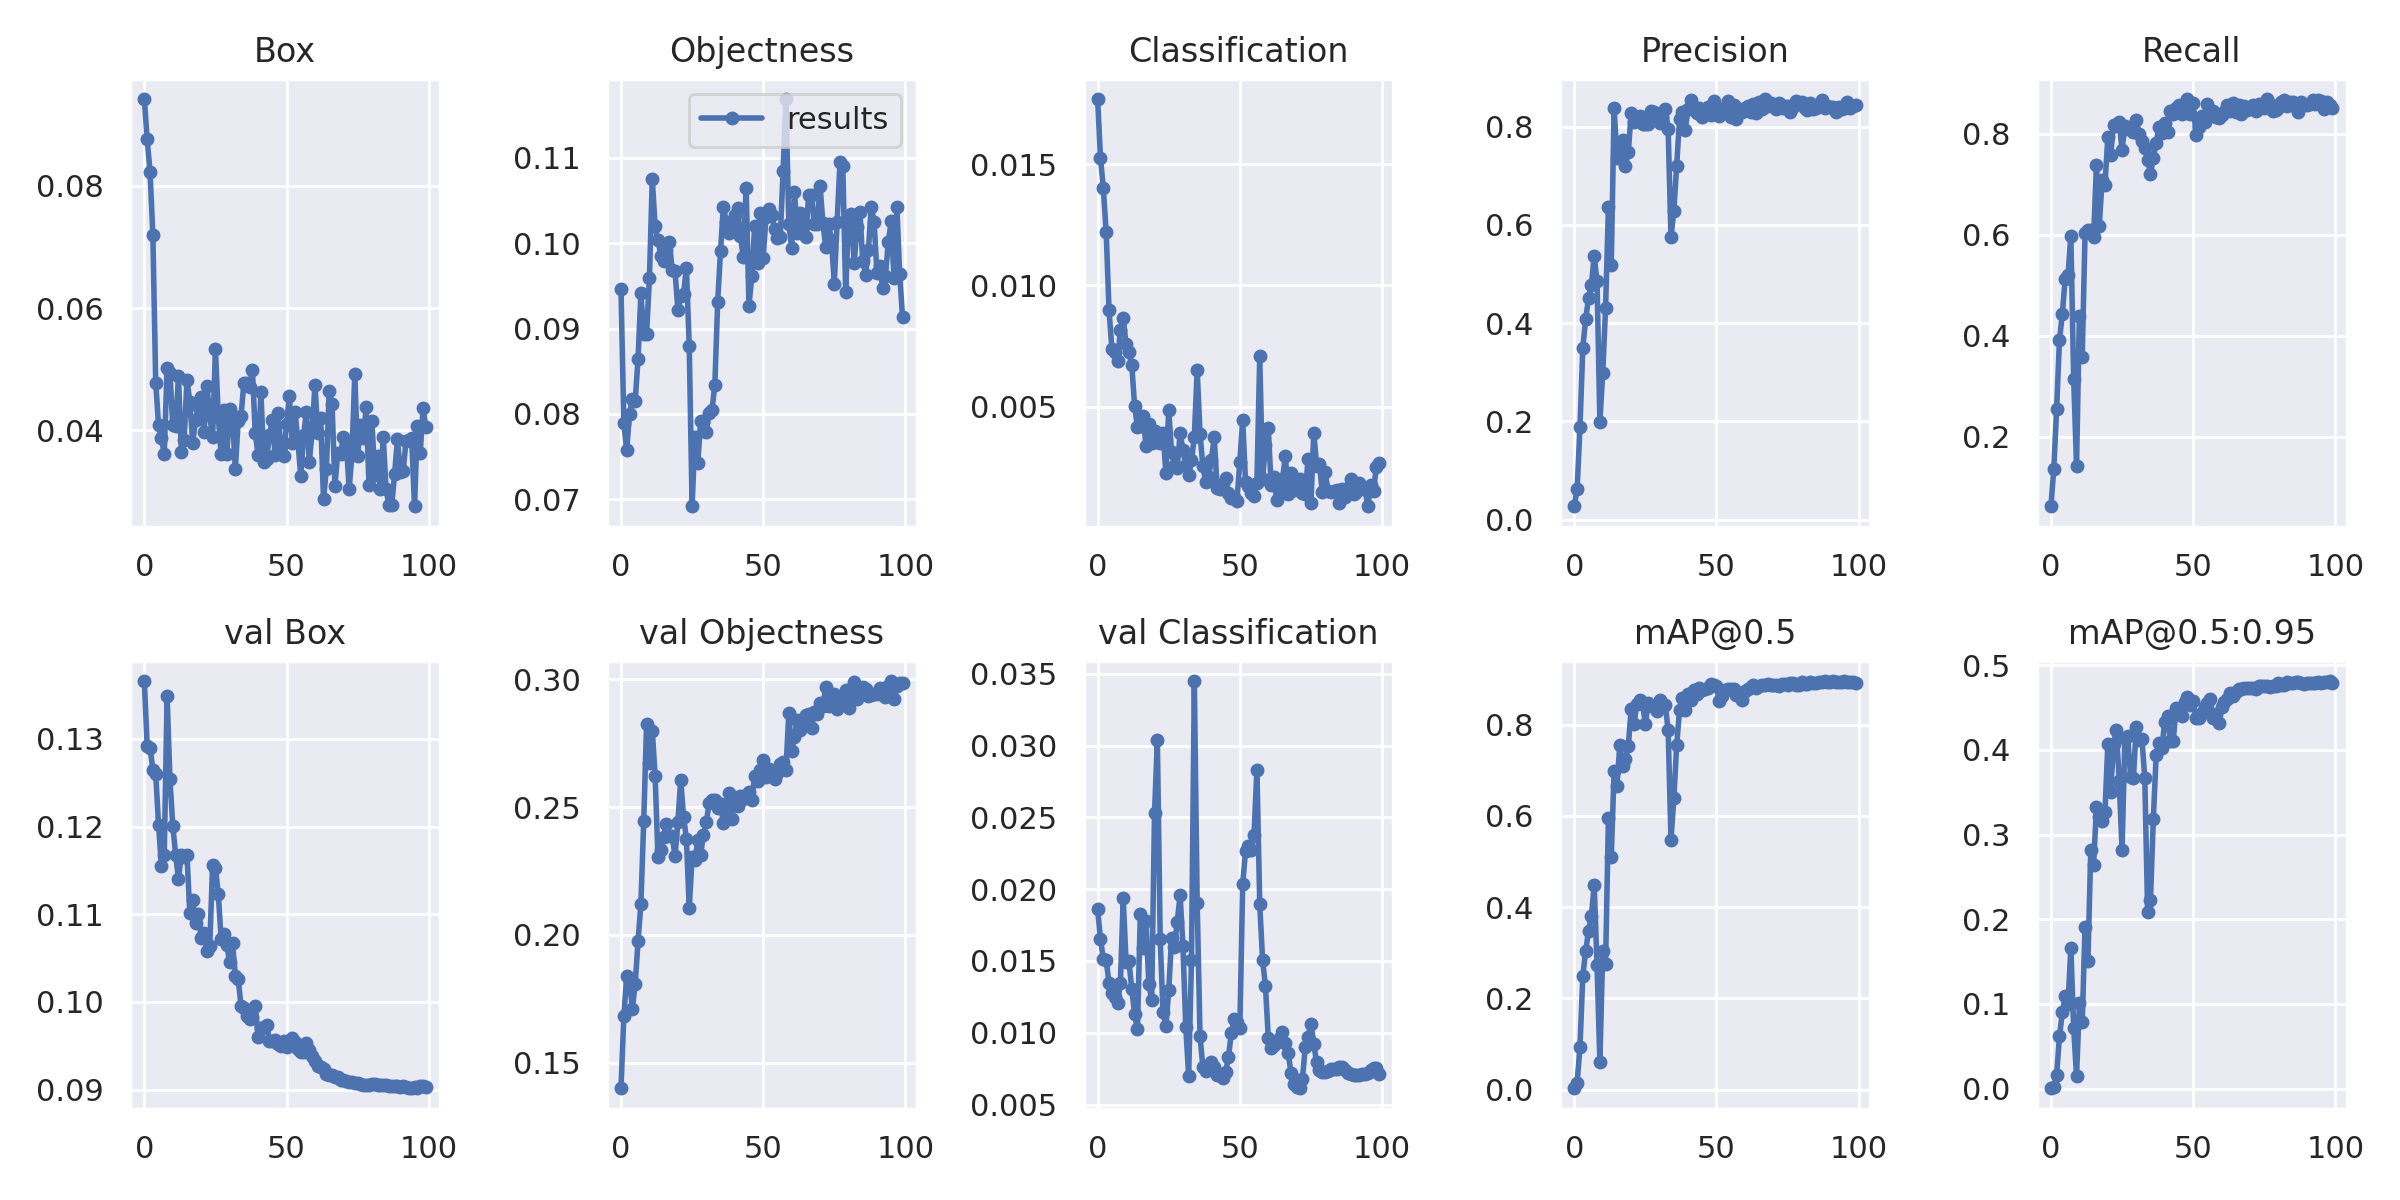 Box
Objectness
Classification
Precision
Recall
results
0.08
0.06
0.04
0 50 100
0.11
0.10
0.09
0.08
0.07
0 50 100
0.015
0.010
0.005
0 50 100
0.8
0.6
0.4
0.2
0.0
0 50 100
0.8
0.6
0.4
0.2
0 50 100
val Box
val Objectness
val Classification
mAP@0.5
mAP@0.5:0.95
0.13
0.12
0.11
0.10
0.09
0 50 100
0.30
0.25
0.20
0.15
0 50 100
0.035
0.030
0.025
0.020
0.015
0.010
0.005
0 50 100
0.8
0.6
0.4
0.2
0.0
0 50 100
0.5
0.4
0.3
0.2
0.1
0.0
0 50 100